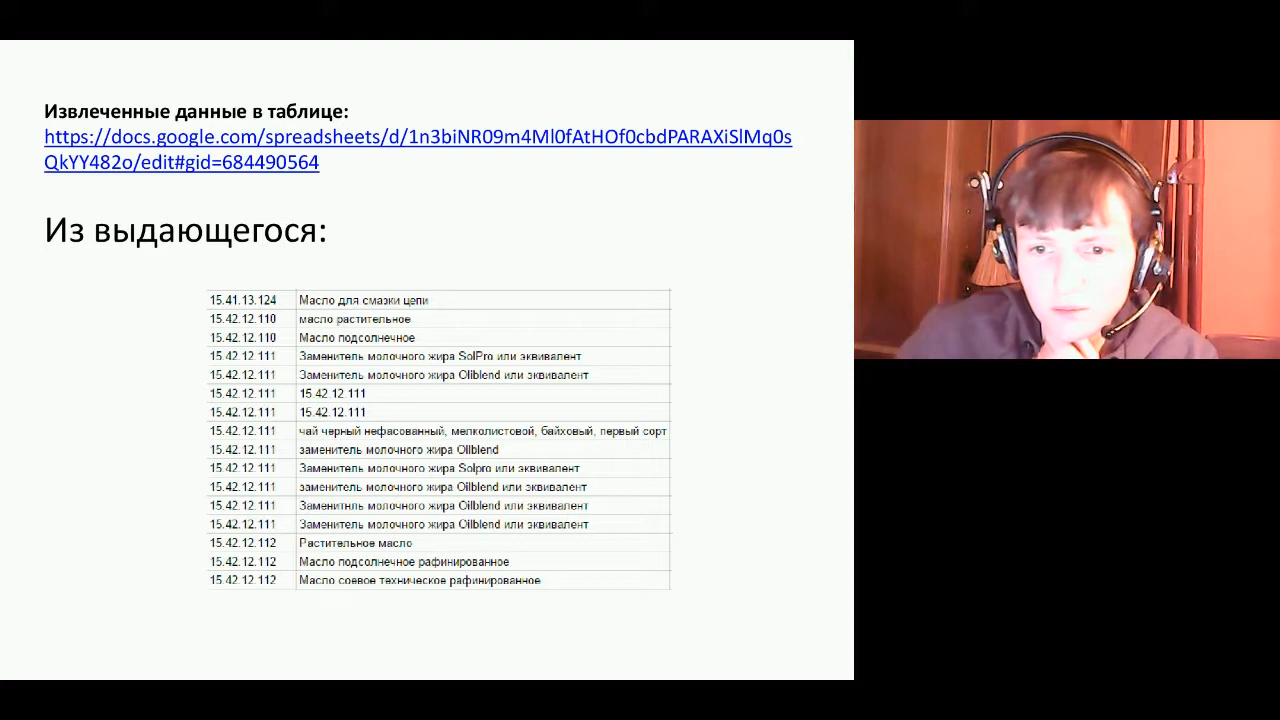 Извлеченные данные в таблице:
https://docs.google.com/spreadsheets/d/1n3biNR09m4Ml0fAtHOf0cbdPARAXiSlMq0s
QkYY482o/edit#gid=684490564
Из выдающегося:
15.41.13.124 Масло для смазки цепи
15.42.12.110 масло растительное
15.42.12.110 Масло подсолнечное
15.42.12.111 Заменитель молочного жира SolPro или эквивалент
15.42.12.111 Заменитель молочного жира Oliblend или эквивалент
15.42.12.111 15.42.12.111
15.42.12.111 15.42.12.111
15.42.12.111 чай черный нефасованный, мелколистовой, байховый, первый сорт
15.42.12.111 заменитель молочного жира Oilblend
15.42.12.111 Заменитель молочного жира Solpro или эквивалент
15.42.12.111 заменитель молочного жира Oilblend или эквивалент
15.42.12.111 Заменитнль молочного жира Oilblend или эквивалент
15.42.12.111 Заменитель молочного жира Oilblend или эквивалент
15.42.12.112 Растительное масло
15.42.12.112 Масло подсолнечное рафинированное
15.42.12.112 Масло соевое техническое рафинированное